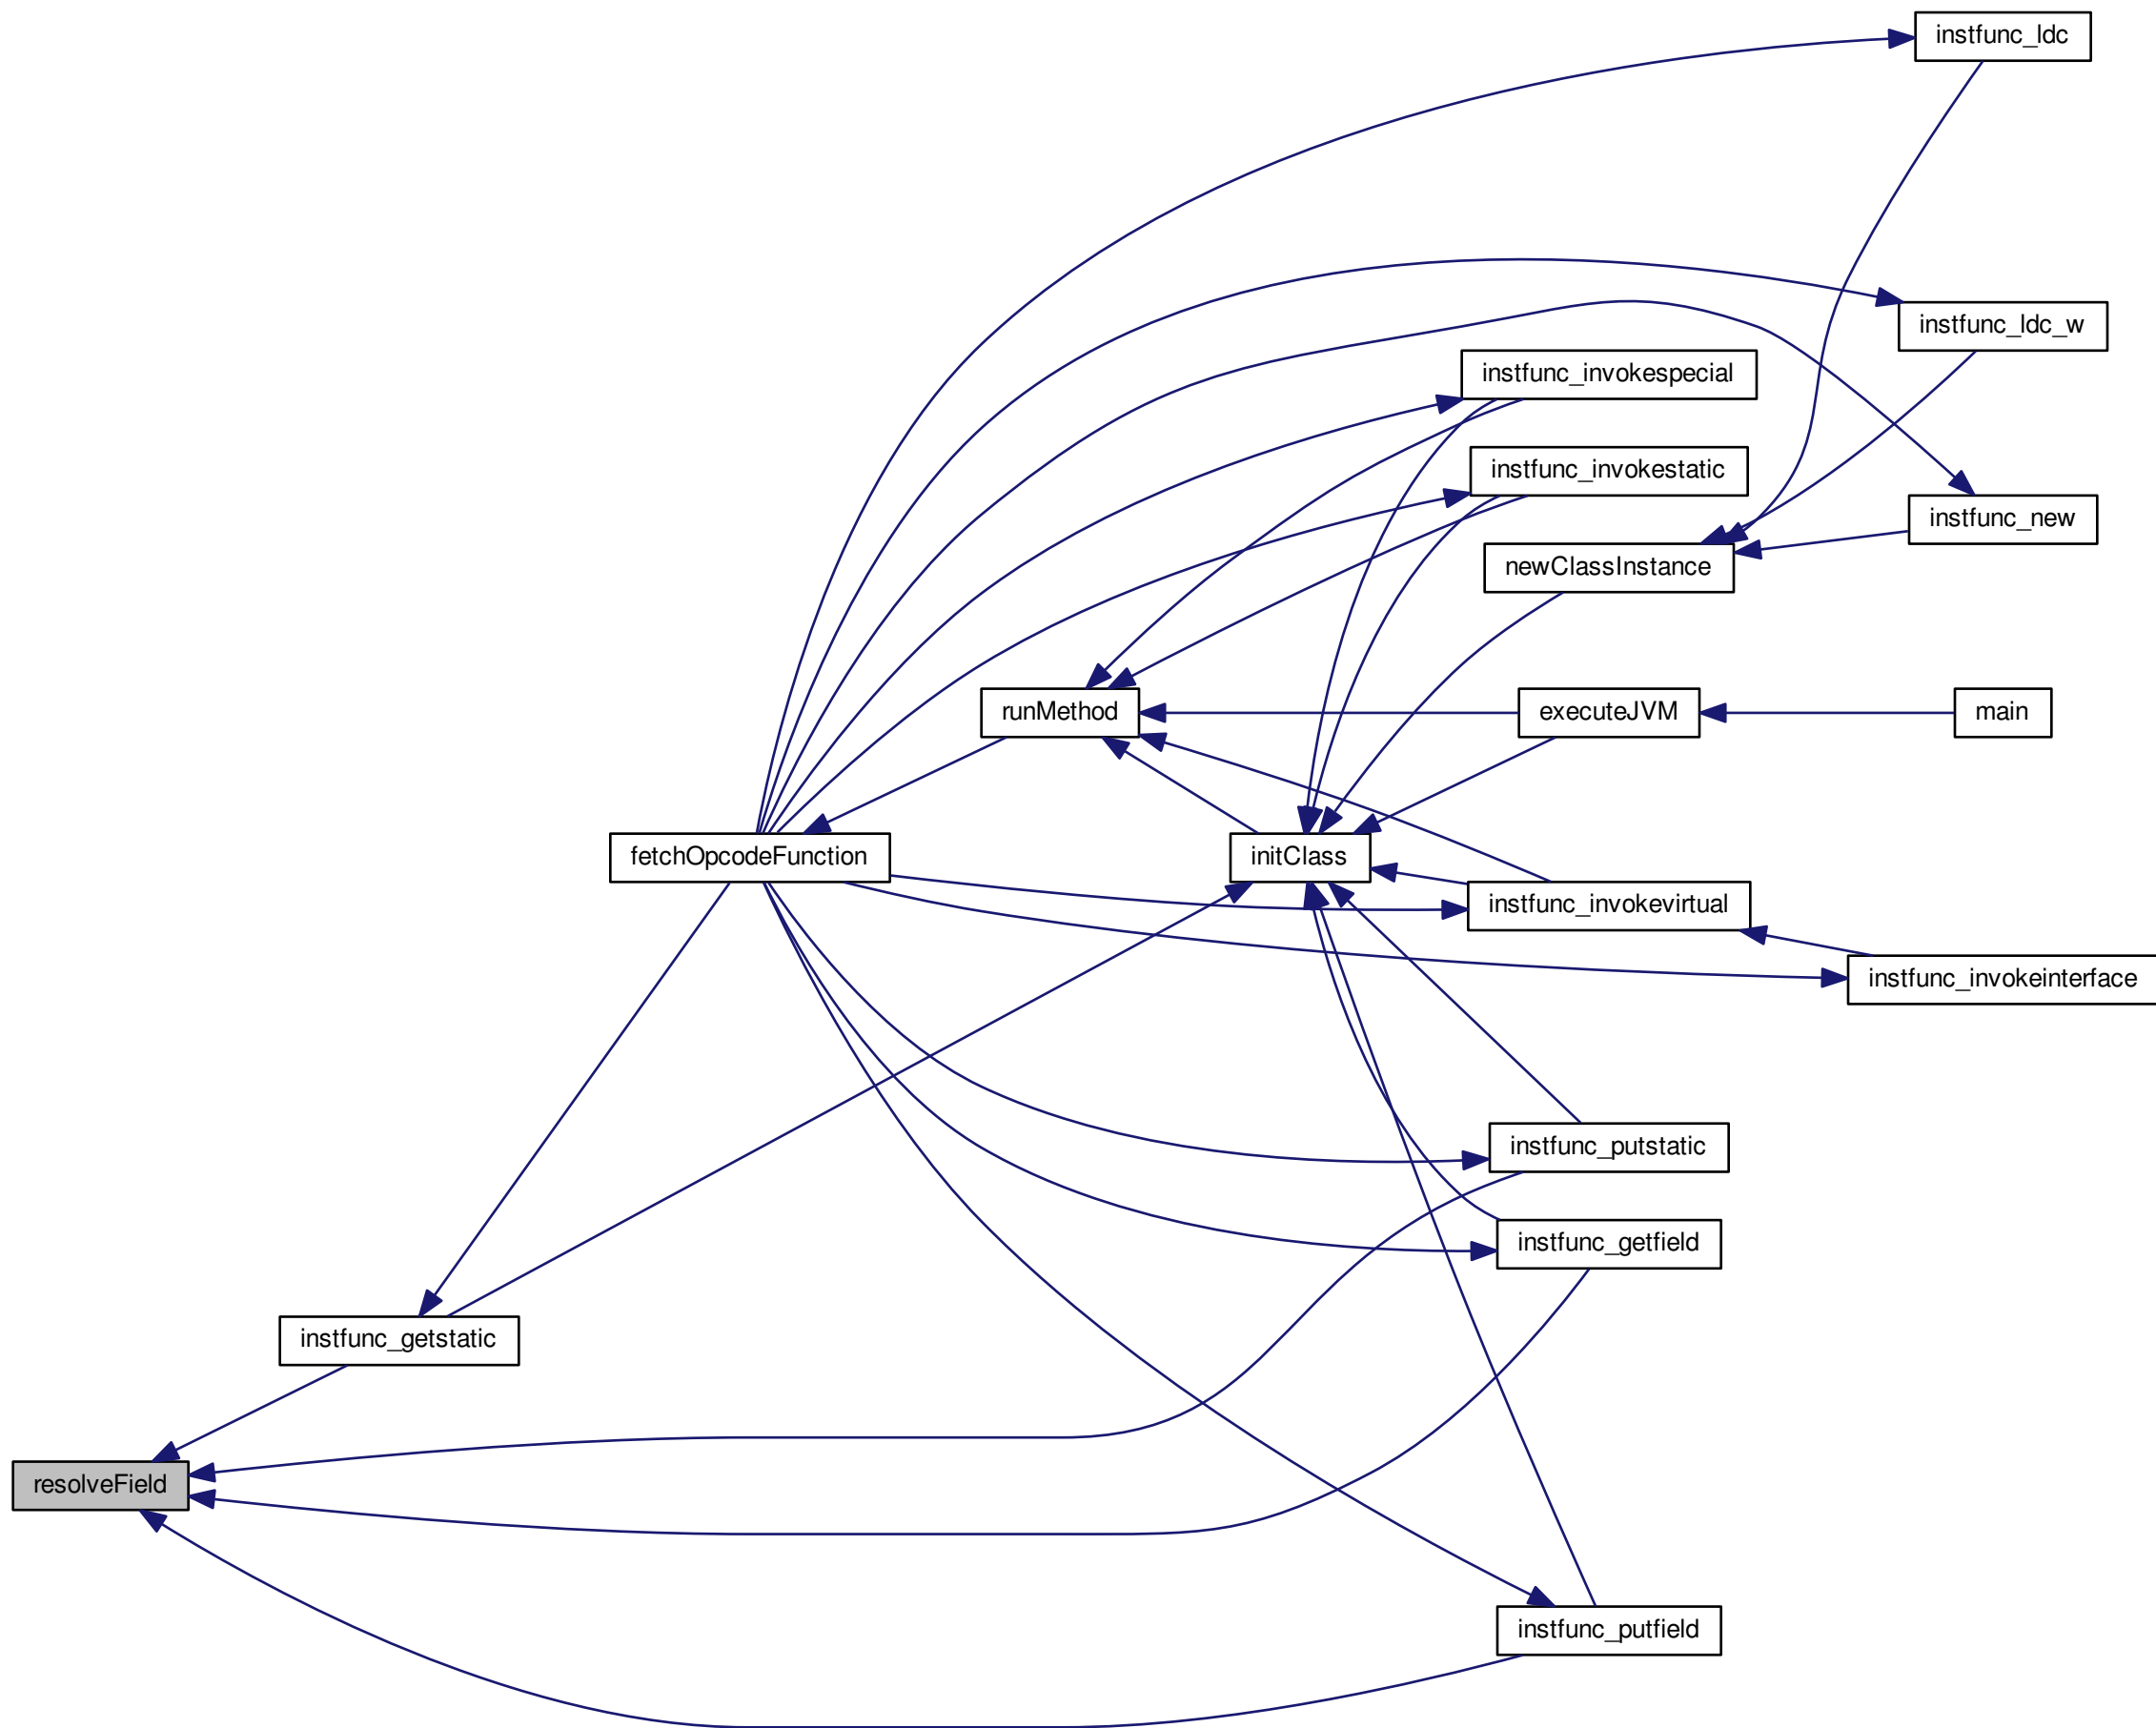 instfunc_ldc
instfunc_ldc_w
instfunc_invokespecial
instfunc_invokestatic
instfunc_new
newClassInstance
runMethod
executeJVM
main
fetchOpcodeFunction
initClass
instfunc_invokevirtual
instfunc_invokeinterface
instfunc_putstatic
instfunc_getfield
instfunc_getstatic
resolveField
instfunc_putfield